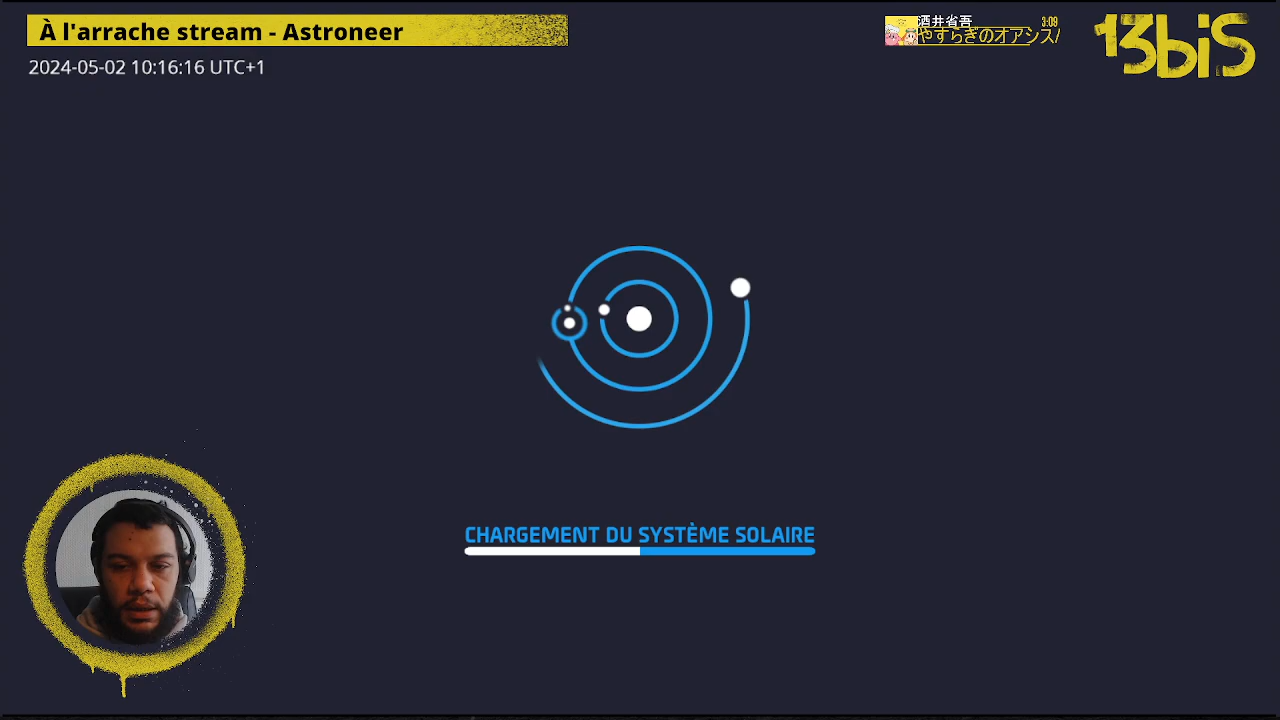 À l'arrache stream - Astroneer
2024-05-02 10:16:16 UTC+1
酒井省吾
3:09
やすらぎのオアシス/
13biS
CHARGEMENT DU SYSTÈME SOLAIRE